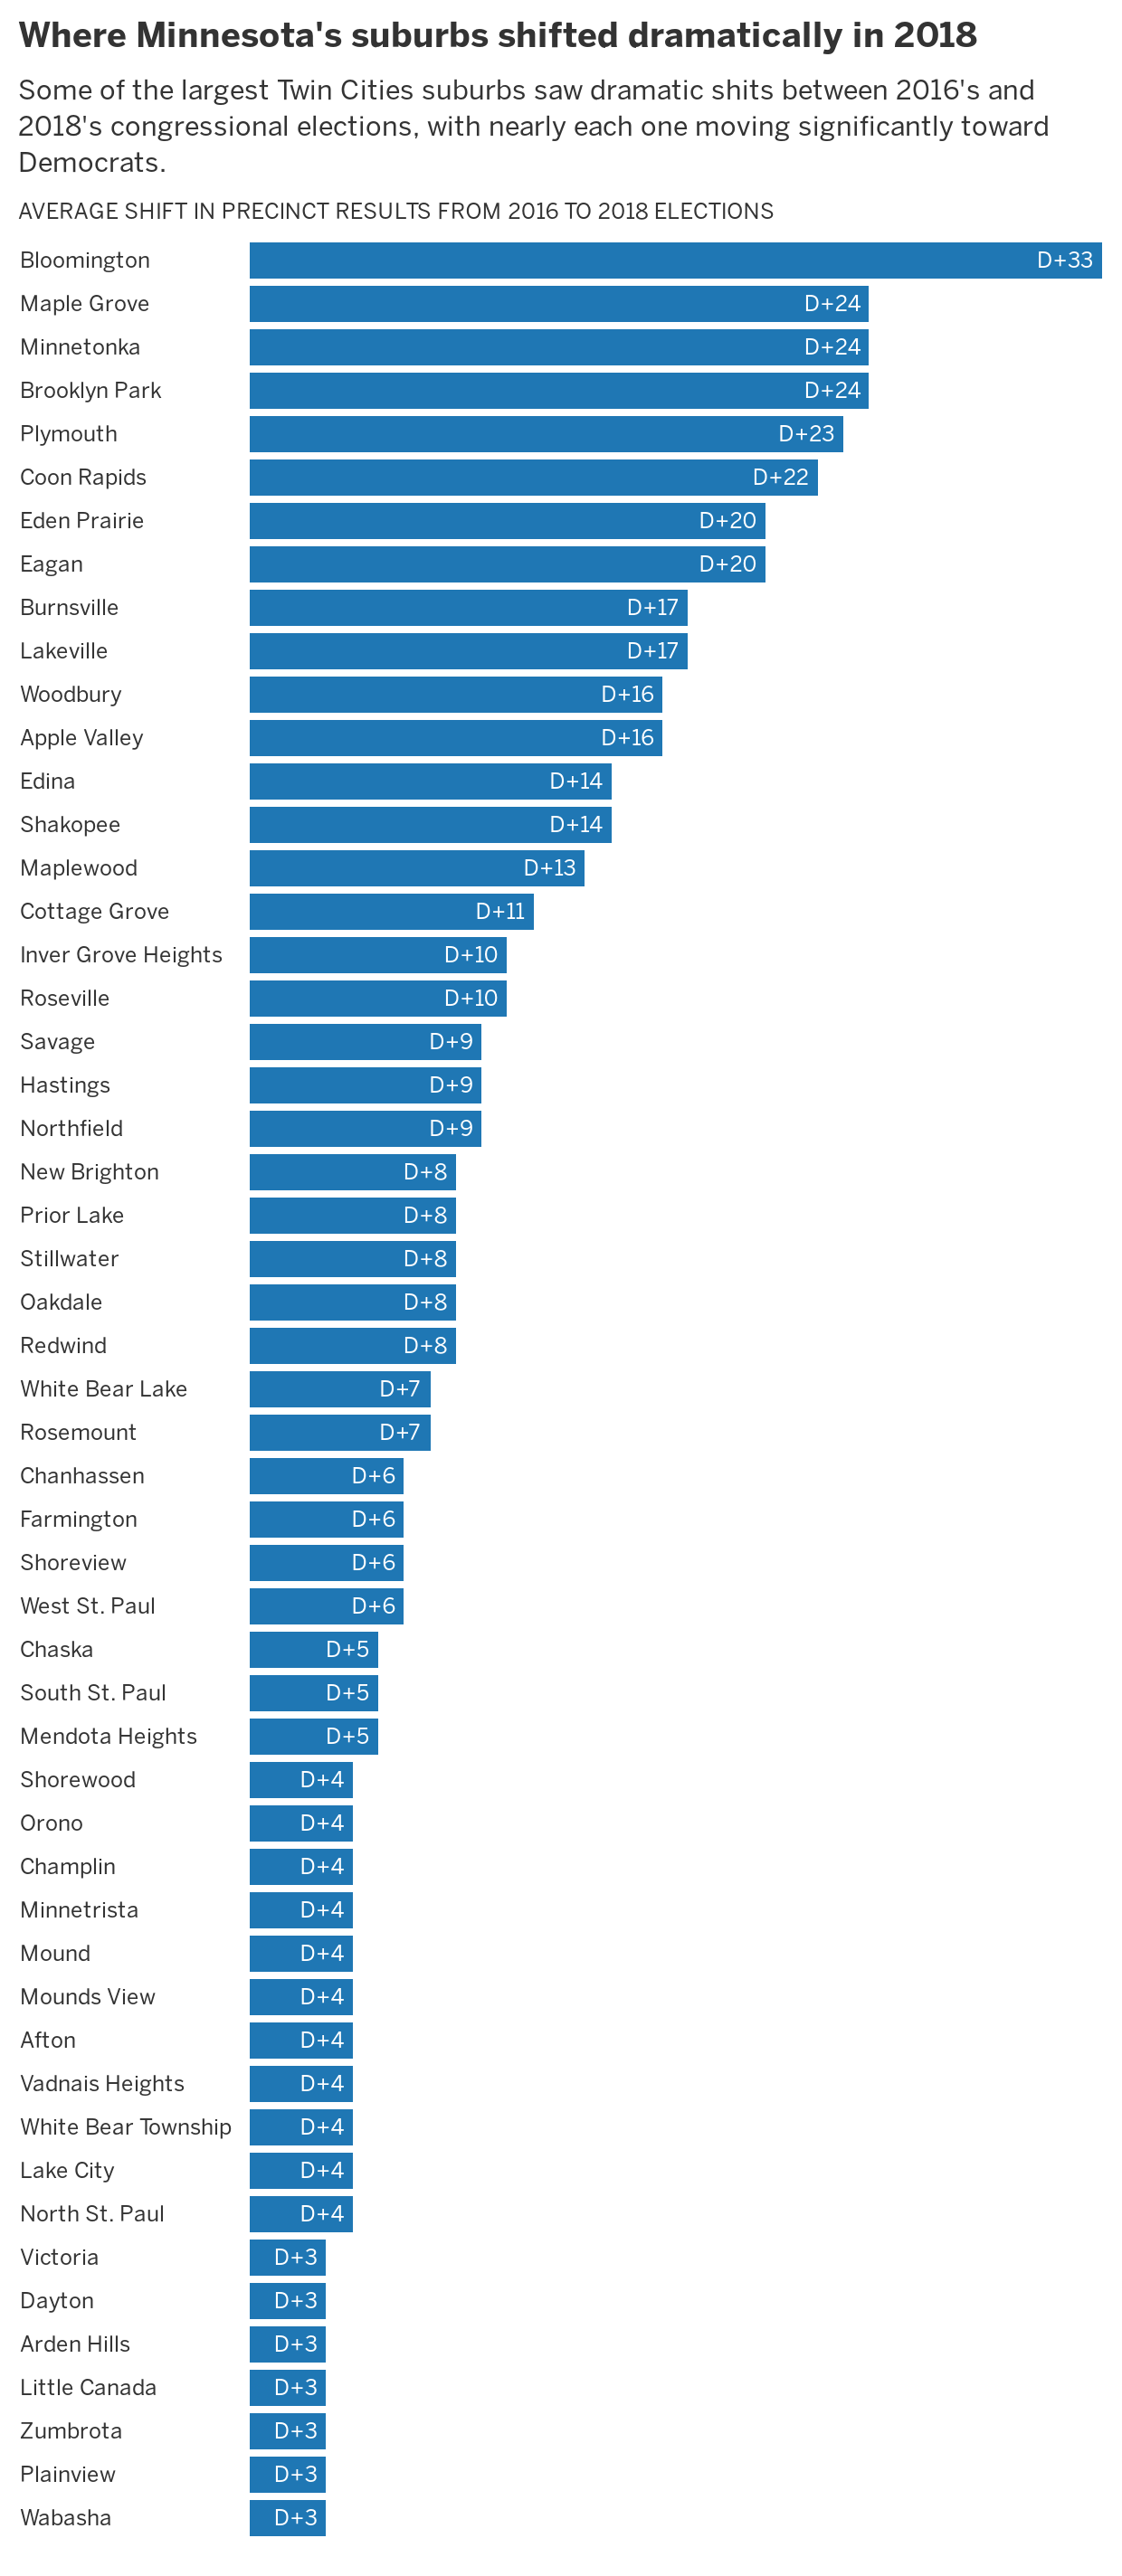 Where Minnesota's suburbs shifted dramatically in 2018
Some of the largest Twin Cities suburbs saw dramatic shits between 2016's and
2018's congressional elections, with nearly each one moving significantly toward
Democrats.
AVERAGE SHIFT IN PRECINCT RESULTS FROM 2016 TO 2018 ELECTIONS
Bloomington D+33
Maple Grove D+24
Minnetonka D+24
Brooklyn Park D+24
Plymouth D+23
Coon Rapids D+22
Eden Prairie D+20
Eagan D+20
Burnsville D+17
Lakeville D+17
Woodbury D+16
Apple Valley D+16
Edina D+14
Shakopee D+14
Maplewood D+13
Cottage Grove D+11
Inver Grove Heights D+10
Roseville D+10
Savage D+9
Hastings D+9
Northfield D+9
New Brighton D+8
Prior Lake D+8
Stillwater D+8
Oakdale D+8
Redwind D+8
White Bear Lake D+7
Rosemount D+7
Chanhassen D+6
Farmington D+6
Shoreview D+6
West St. Paul D+6
Chaska D+5
South St. Paul D+5
Mendota Heights D+5
Shorewood D+4
Orono D+4
Champlin D+4
Minnetrista D+4
Mound D+4
Mounds View D+4
Afton D+4
Vadnais Heights D+4
White Bear Township D+4
Lake City D+4
North St. Paul D+4
Victoria D+3
Dayton D+3
Arden Hills D+3
Little Canada D+3
Zumbrota D+3
Plainview D+3
Wabasha D+3